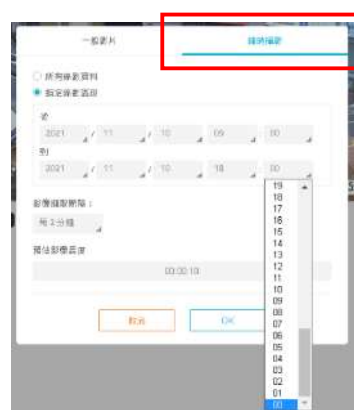 一般影片
縮時攝影
所有錄影資料
指定錄影區段
從
2021 / 11 / 10 09 : 00
到
2021 / 11 / 10 18 : 00
影像擷取間隔：
每 2 分鐘
預估影像長度
00:00:10
取消
OK
19
18
17
16
15
14
13
12
11
10
09
08
07
06
05
04
03
02
01
00